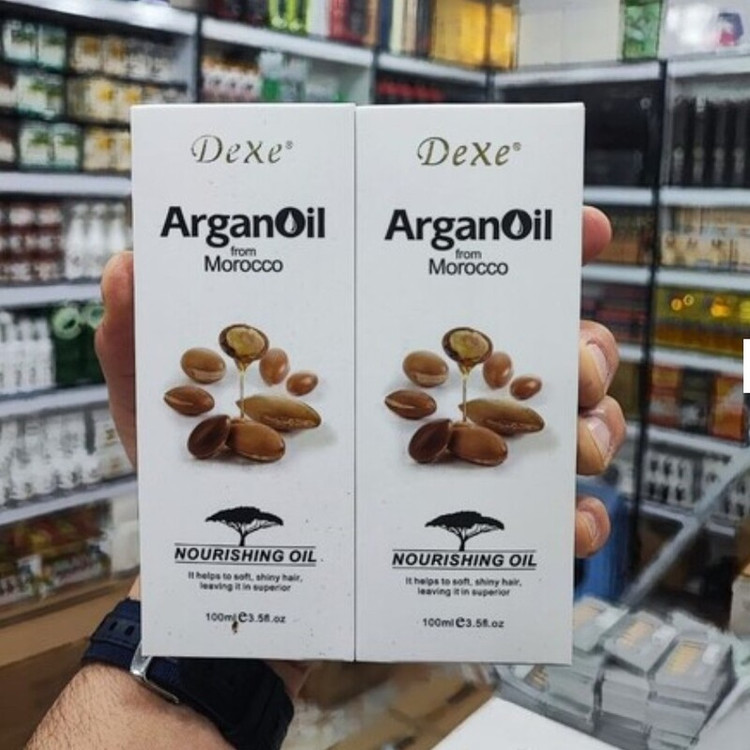 DeXe®
ArganOil
from
Morocco
NOURISHING OIL
It helps to soft, shiny hair,
leaving it in superior
100ml℮3.5fl.oz
DeXe®
ArganOil
from
Morocco
NOURISHING OIL
It helps to soft, shiny hair,
leaving it in superior
100ml℮3.5fl.oz